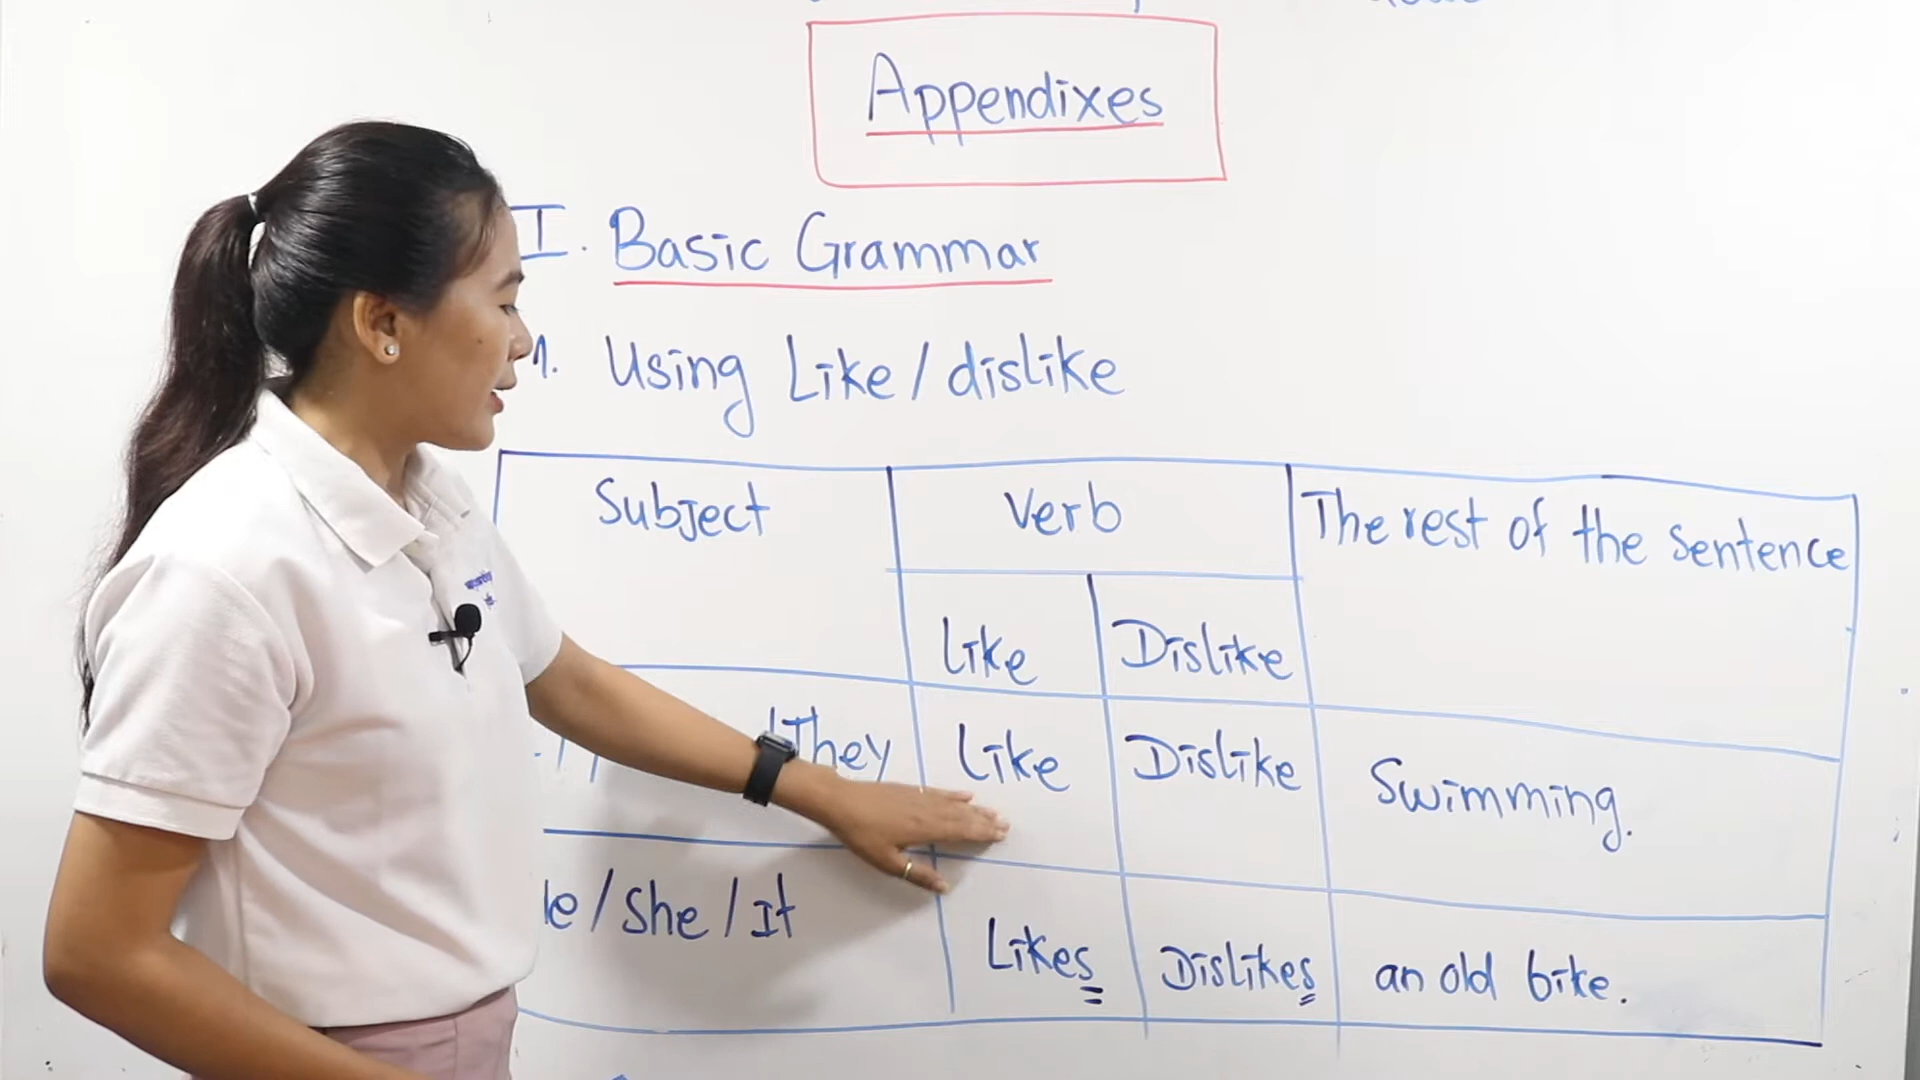 Appendixes
I. Basic Grammar
1. Using Like / dislike
Subject Verb The rest of the sentence
Like Dislike
/They Like Dislike Swimming.
/ She / It Likes Dislikes an old bike.